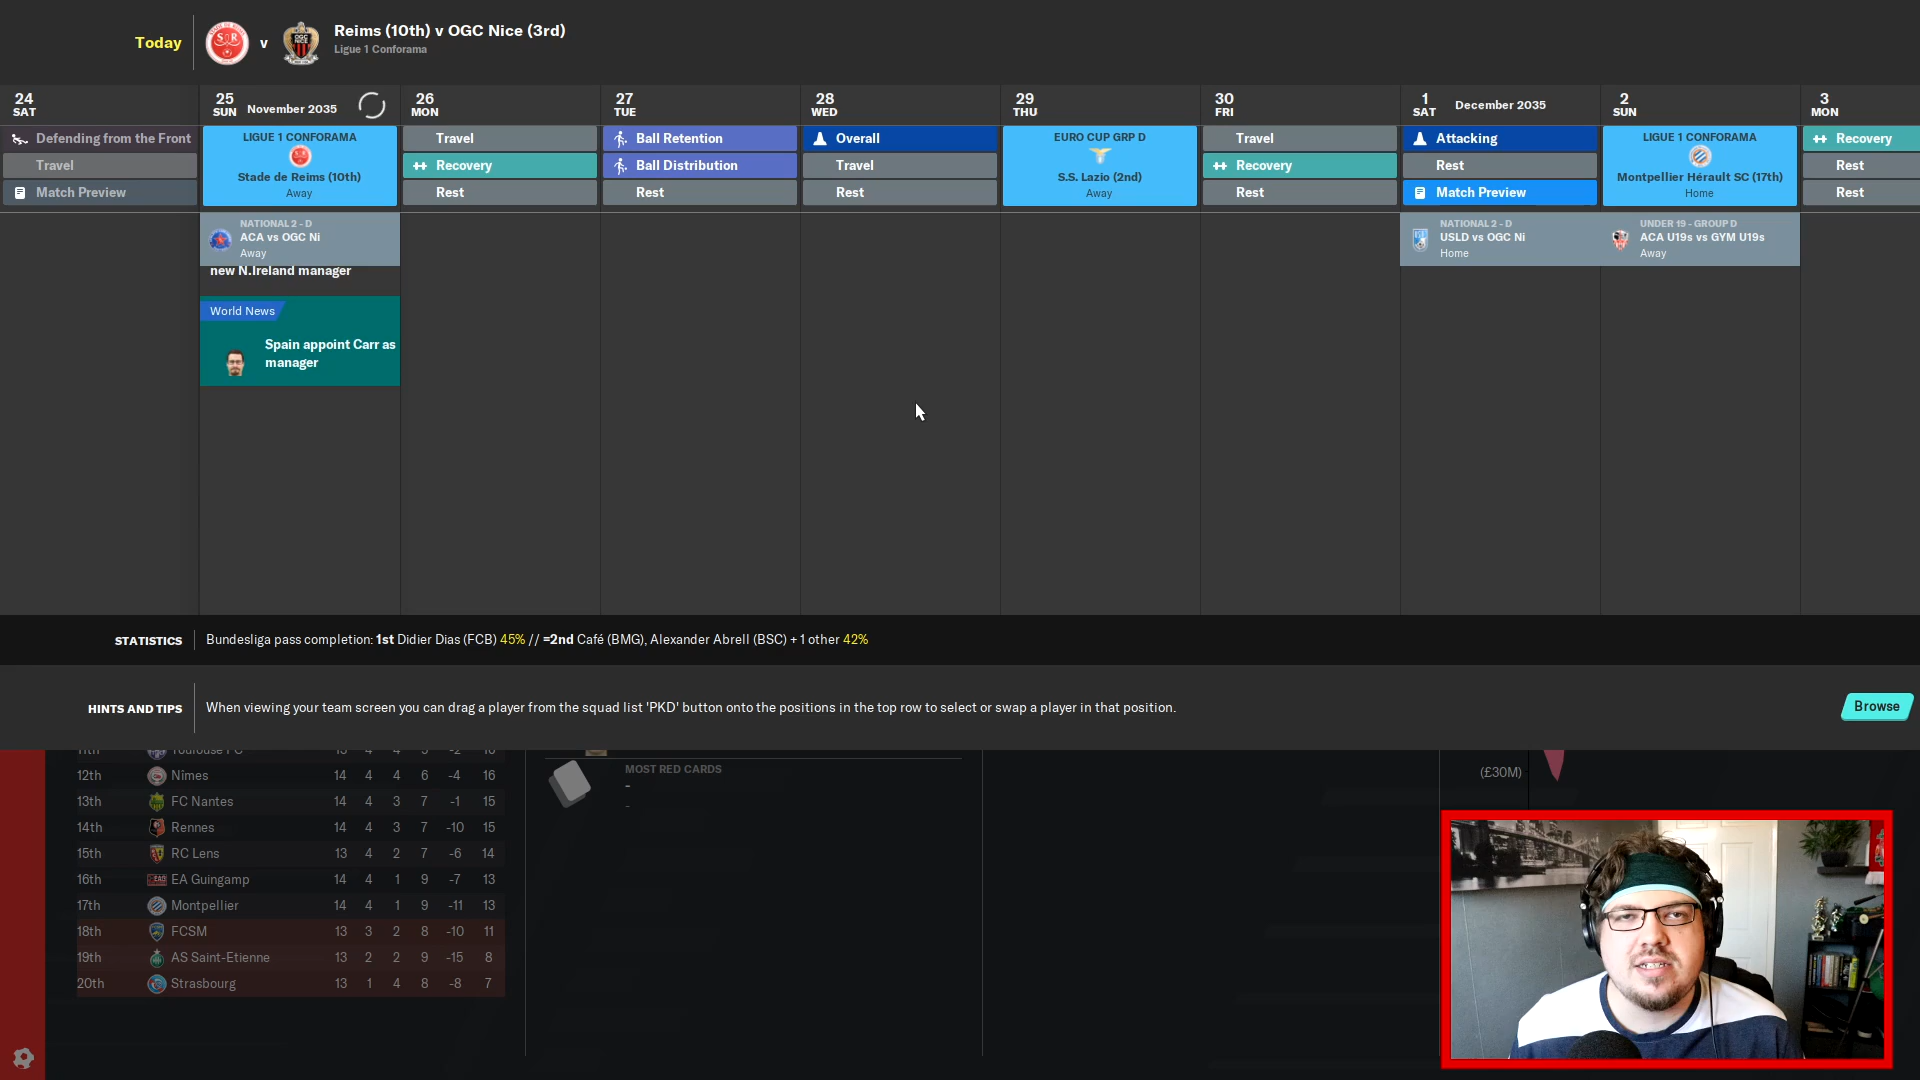 Today
v
Reims (10th) v OGC Nice (3rd)
Ligue 1 Conforama
24
SAT
25
SUN
November 2035
26
MON
27
TUE
28
WED
29
THU
30
FRI
1
SAT
December 2035
2
SUN
3
MON
Defending from the Front
Travel
Match Preview
LIGUE 1 CONFORAMA
Stade de Reims (10th)
Away
Travel
Recovery
Rest
Ball Retention
Ball Distribution
Rest
Overall
Travel
Rest
EURO CUP GRP D
S.S. Lazio (2nd)
Away
Travel
Recovery
Rest
Attacking
Rest
Match Preview
LIGUE 1 CONFORAMA
Montpellier Hérault SC (17th)
Home
Recovery
Rest
Rest
NATIONAL 2 - D
ACA vs OGC Ni
Away
NATIONAL 2 - D
USLD vs OGC Ni
Home
UNDER 19 - GROUP D
ACA U19s vs GYM U19s
Away
new N.Ireland manager
World News
Spain appoint Carr as
manager
STATISTICS
Bundesliga pass completion: 1st Didier Dias (FCB) 45% // =2nd Café (BMG), Alexander Abrell (BSC) + 1 other 42%
HINTS AND TIPS
When viewing your team screen you can drag a player from the squad list 'PKD' button onto the positions in the top row to select or swap a player in that position.
Browse
12th Nîmes 14 4 4 6 -4 16
13th FC Nantes 14 4 3 7 -1 15
14th Rennes 14 4 3 7 -10 15
15th RC Lens 13 4 2 7 -6 14
16th EA Guingamp 14 4 1 9 -7 13
17th Montpellier 14 4 1 9 -11 13
18th FCSM 13 3 2 8 -10 11
19th AS Saint-Etienne 13 2 2 9 -15 8
20th Strasbourg 13 1 4 8 -8 7
MOST RED CARDS
-
-
(£30M)